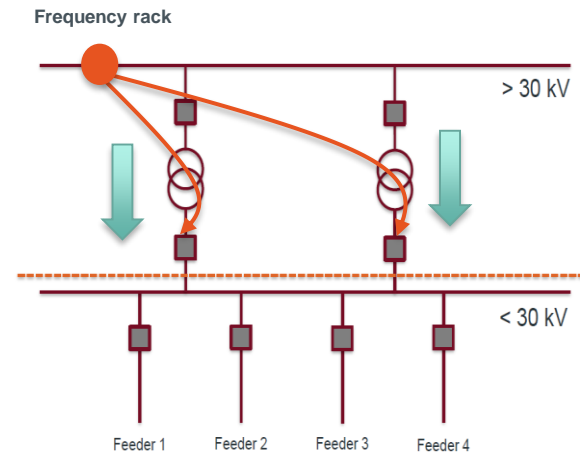 Frequency rack
> 30 kV
< 30 kV
Feeder 1
Feeder 2
Feeder 3
Feeder 4